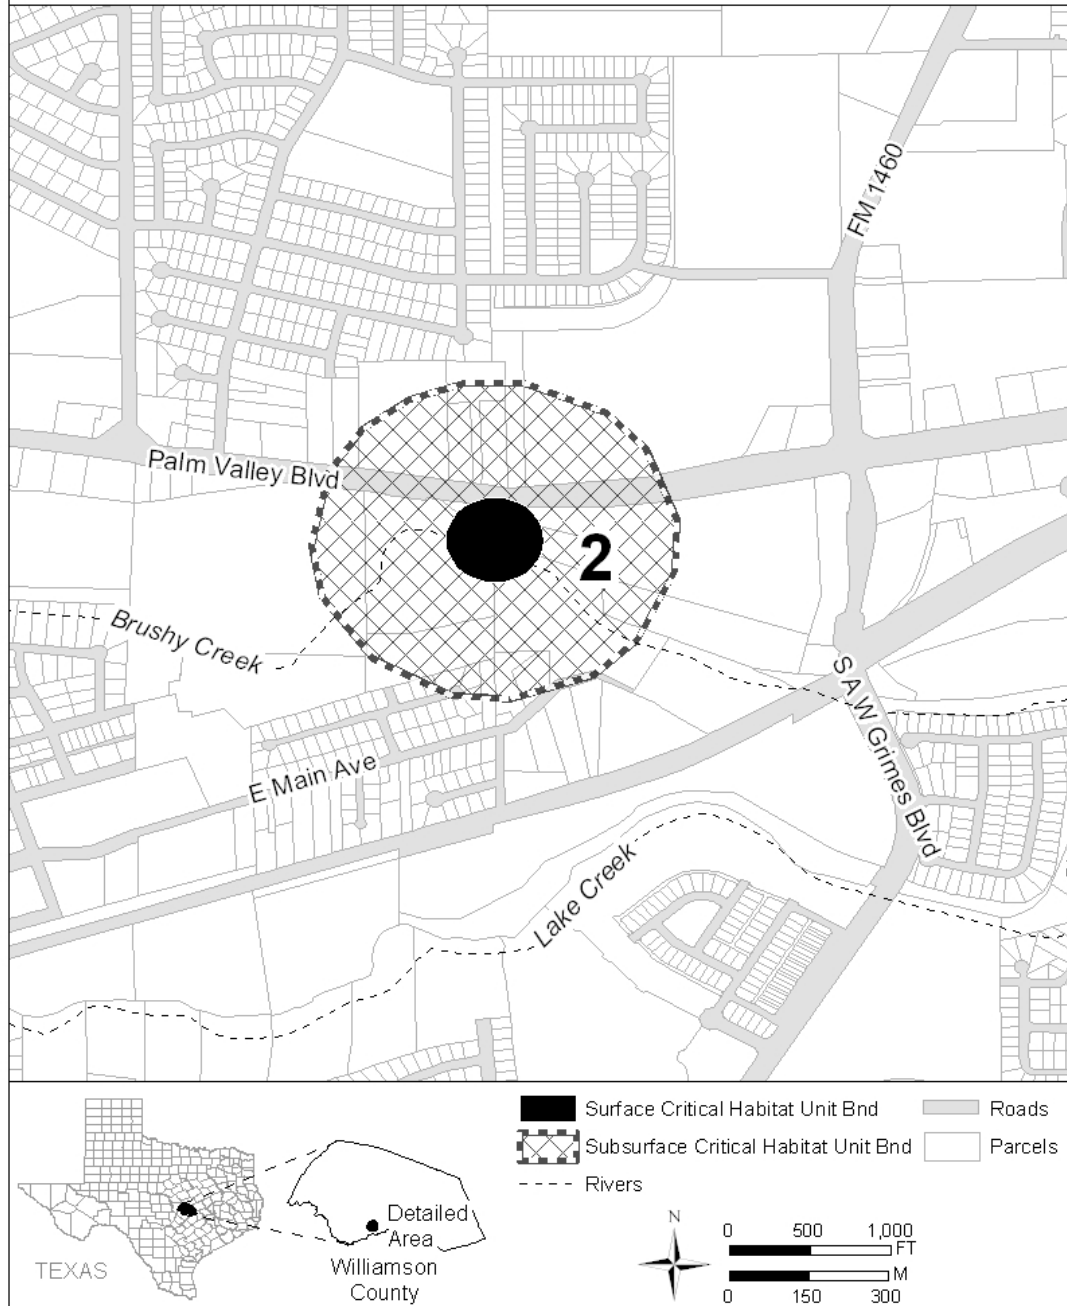 FM 1460
Palm Valley Blvd
2
Brushy Creek
S A W Grimes Blvd
E Main Ave
Lake Creek
Surface Critical Habitat Unit Bnd
Roads
Subsurface Critical Habitat Unit Bnd
Parcels
Rivers
Detailed
Area
Williamson
County
TEXAS
N
0 500 1,000
FT
M
0 150 300